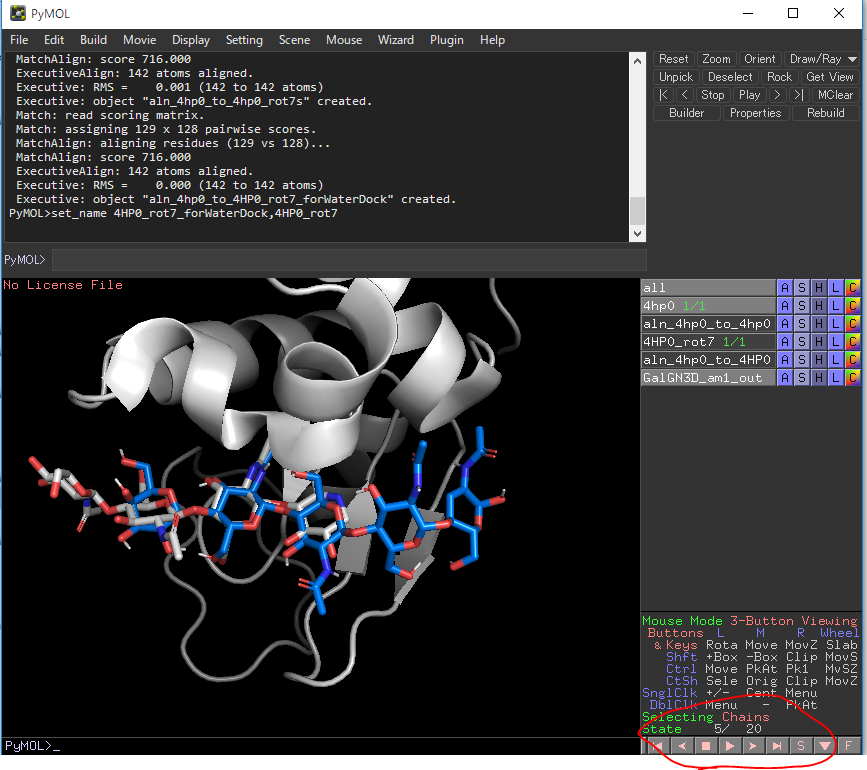 PyMOL
File Edit Build Movie Display Setting Scene Mouse Wizard Plugin Help
MatchAlign: score 716.000
ExecutiveAlign: 142 atoms aligned.
Executive: RMS = 0.001 (142 to 142 atoms)
Executive: object "aln_4hp0_to_4hp0_rot7s" created.
Match: read scoring matrix.
Match: assigning 129 x 128 pairwise scores.
MatchAlign: aligning residues (129 vs 128)...
MatchAlign: score 716.000
ExecutiveAlign: 142 atoms aligned.
Executive: RMS = 0.000 (142 to 142 atoms)
Executive: object "aln_4hp0_to_4HP0_rot7_forWaterDock" created.
PyMOL>set_name 4HP0_rot7_forWaterDock,4HP0_rot7
PyMOL>
Reset Zoom Orient Draw/Ray
Unpick Deselect Rock Get View
|< < Stop Play > >| MClear
Builder Properties Rebuild
No License File
all A S H L C
4hp0 1/1 A S H L C
aln_4hp0_to_4hp0 A S H L C
4HP0_rot7 1/1 A S H L C
aln_4hp0_to_4HP0 A S H L C
GalGN3D_am1_out A S H L C
Mouse Mode 3-Button Viewing
Buttons L M R Wheel
& Keys Rota Move MovZ Slab
Shft +Box -Box Clip MovS
Ctrl Move PkAt Pk1 MvSZ
CtSh Sele Orig Clip MovZ
SnglClk +/- Cent Menu
DblClk Menu - PkAt
Selecting Chains
State 5/ 20
S F
PyMOL>_